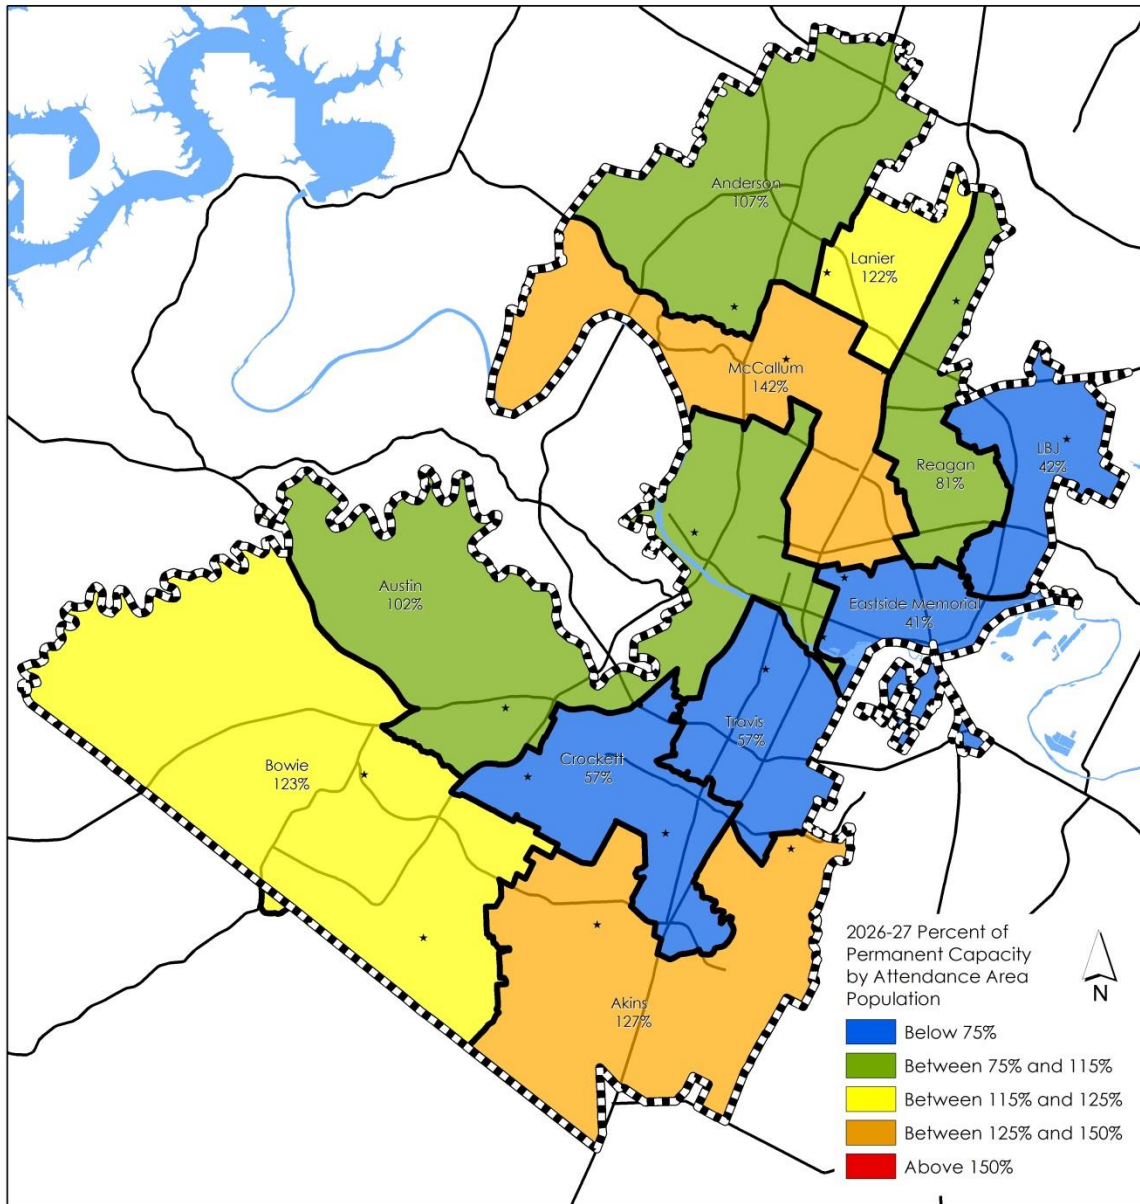 Anderson
107%
Lanier
122%
McCallum
142%
LBJ
42%
Reagan
81%
Austin
102%
Eastside Memorial
41%
Travis
57%
Crockett
57%
Bowie
123%
Akins
127%
2026-27 Percent of
Permanent Capacity
by Attendance Area
Population
N
Below 75%
Between 75% and 115%
Between 115% and 125%
Between 125% and 150%
Above 150%